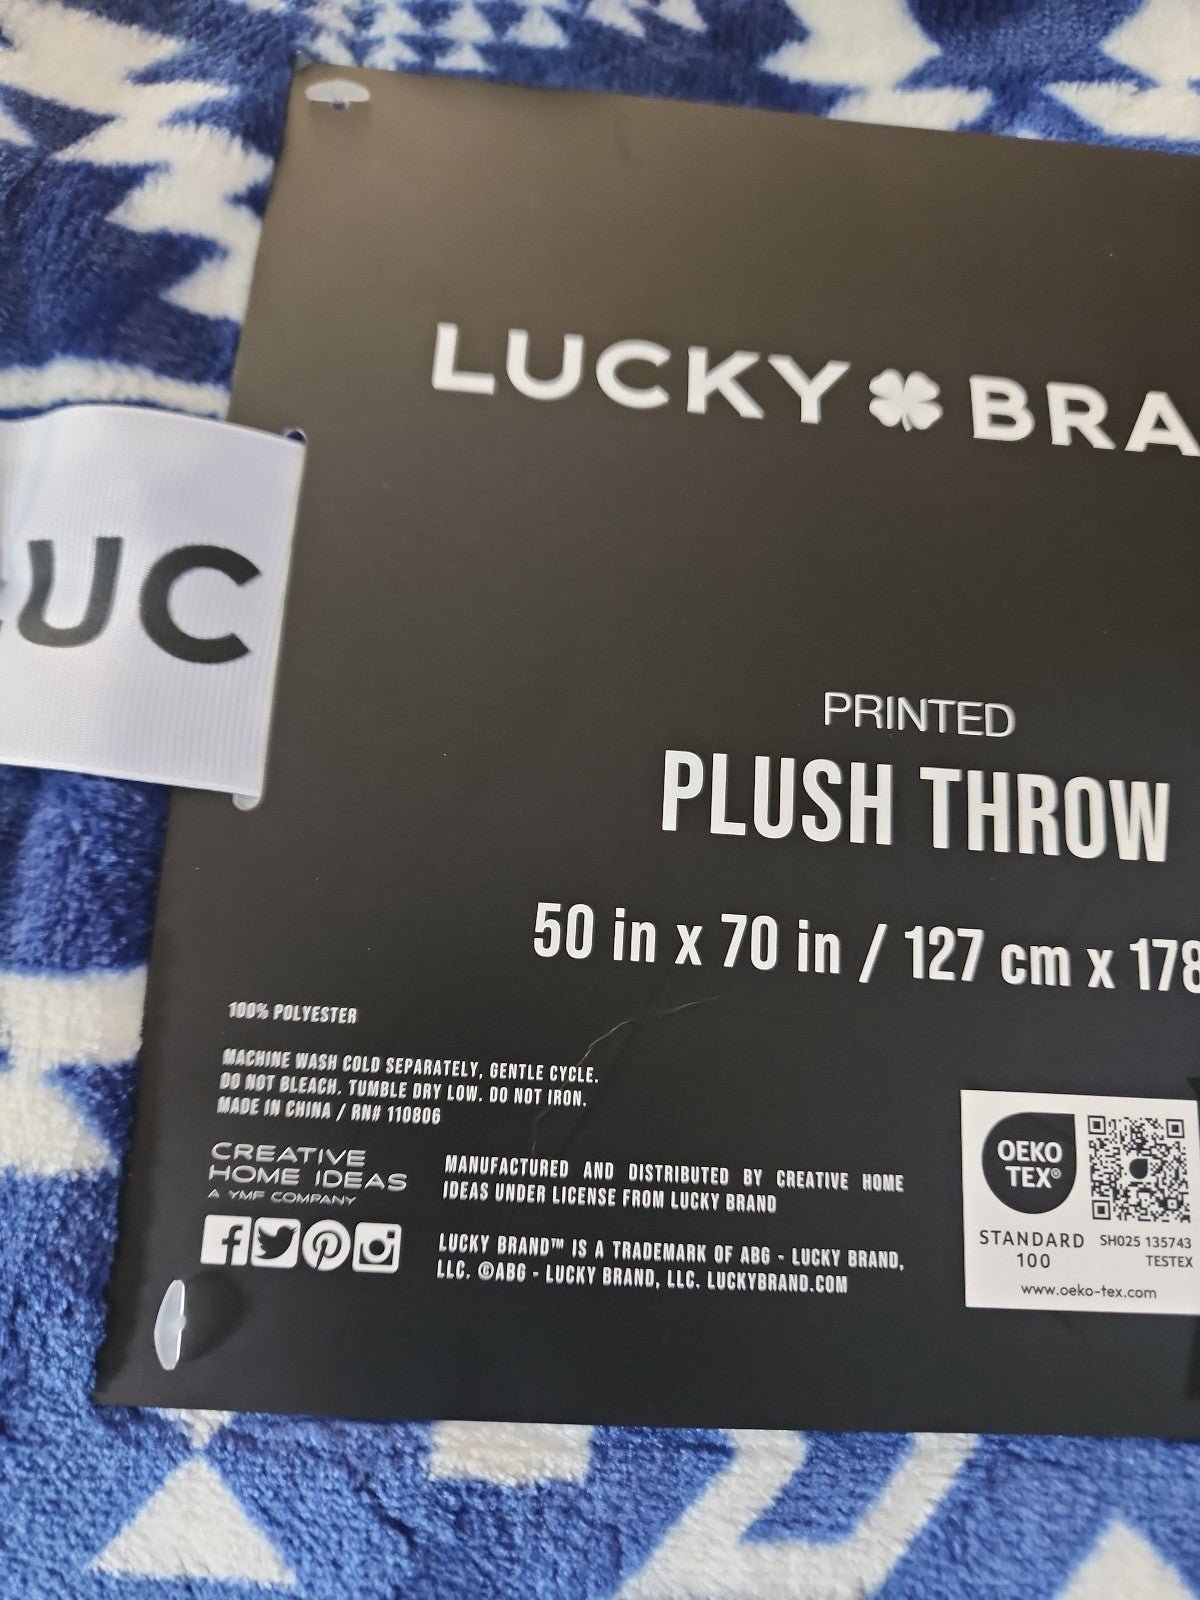 LUCKY BRA
UC
PRINTED
PLUSH THROW
50 in x 70 in / 127 cm x 178
100% POLYESTER
MACHINE WASH COLD SEPARATELY, GENTLE CYCLE.
DO NOT BLEACH. TUMBLE DRY LOW. DO NOT IRON.
MADE IN CHINA / RN# 110806
CREATIVE
HOME IDEAS
A YMF COMPANY
MANUFACTURED AND DISTRIBUTED BY CREATIVE HOME
IDEAS UNDER LICENSE FROM LUCKY BRAND
LUCKY BRAND™ IS A TRADEMARK OF ABG - LUCKY BRAND,
LLC. ©ABG - LUCKY BRAND, LLC. LUCKYBRAND.COM
OEKO
TEX®
STANDARD
100
SH025 135743
TESTEX
www.oeko-tex.com